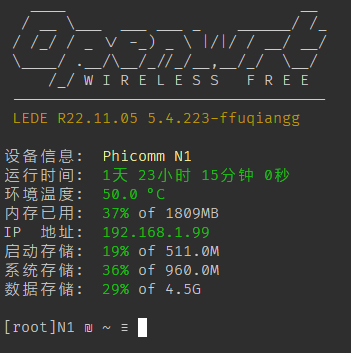 OpenWrt
W I R E L E S S   F R E E
LEDE R22.11.05 5.4.223-ffuqiangg
设备信息:  Phicomm N1
运行时间:  1天 23小时 15分钟 0秒
环境温度:  50.0 °C
内存已用:  37% of 1809MB
IP  地址:  192.168.1.99
启动存储:  19% of 511.0M
系统存储:  36% of 960.0M
数据存储:  29% of 4.5G
[root]N1 ₪ ~ ≡